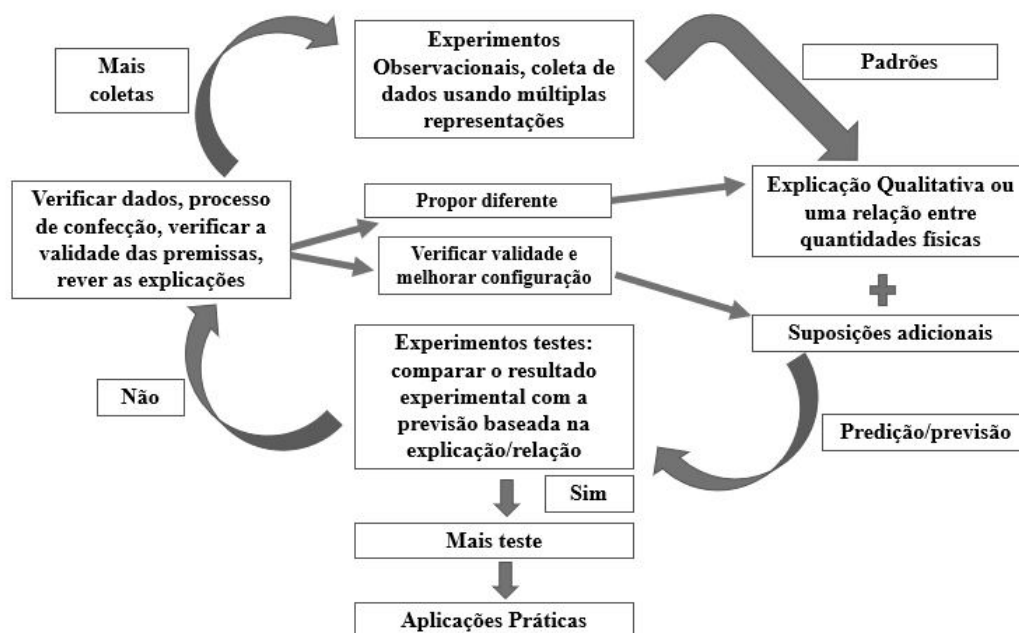 Mais
coletas
Experimentos
Observacionais, coleta de
dados usando múltiplas
representações
Padrões
Verificar dados, processo
de confecção, verificar a
validade das premissas,
rever as explicações
Propor diferente
Verificar validade e
melhorar configuração
Explicação Qualitativa ou
uma relação entre
quantidades físicas
Suposições adicionais
Não
Experimentos testes:
comparar o resultado
experimental com a
previsão baseada na
explicação/relação
Predição/previsão
Sim
Mais teste
Aplicações Práticas